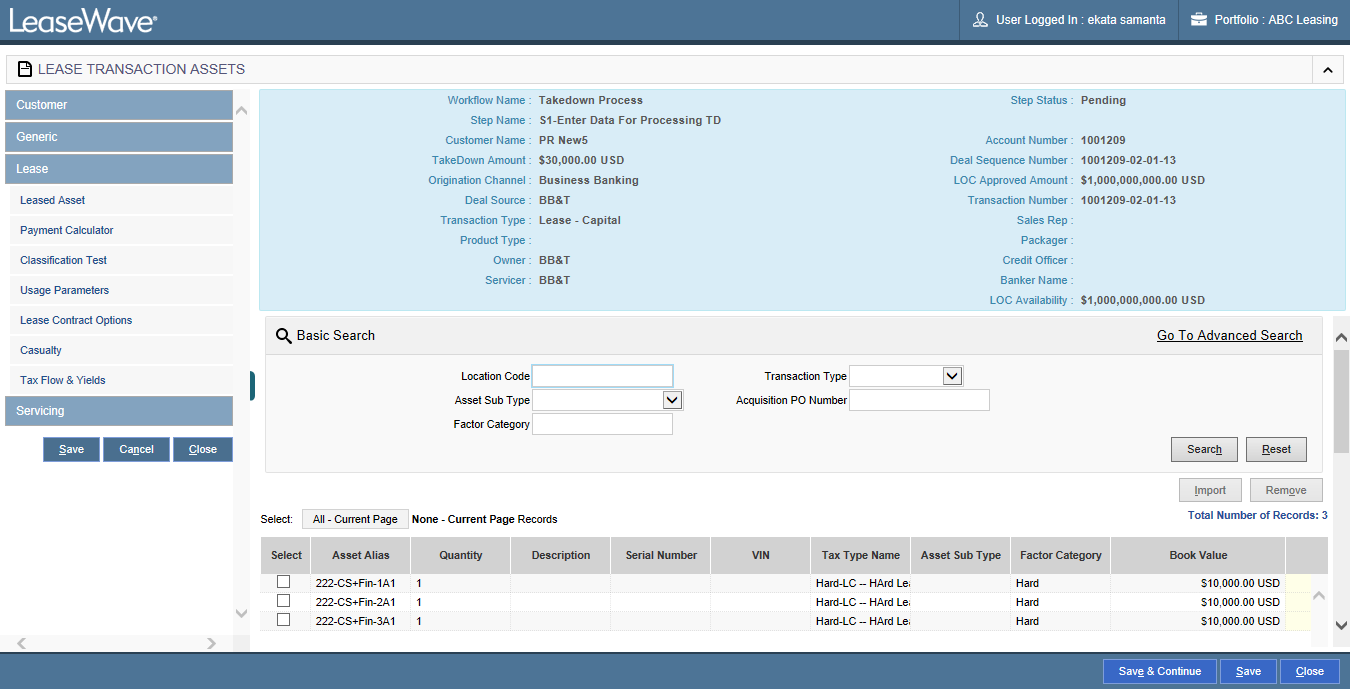 LeaseWave®
User Logged In : ekata samanta
Portfolio : ABC Leasing
LEASE TRANSACTION ASSETS
Customer
Generic
Lease
Leased Asset
Payment Calculator
Classification Test
Usage Parameters
Lease Contract Options
Casualty
Tax Flow & Yields
Servicing
Save Cancel Close
Workflow Name : Takedown Process
Step Status : Pending
Step Name : S1-Enter Data For Processing TD
Customer Name : PR New5
Account Number : 1001209
TakeDown Amount : $30,000.00 USD
Deal Sequence Number : 1001209-02-01-13
Origination Channel : Business Banking
LOC Approved Amount : $1,000,000,000.00 USD
Deal Source : BB&T
Transaction Number : 1001209-02-01-13
Transaction Type : Lease - Capital
Sales Rep :
Product Type :
Packager :
Owner : BB&T
Credit Officer :
Servicer : BB&T
Banker Name :
LOC Availability : $1,000,000,000.00 USD
Basic Search
Go To Advanced Search
Location Code
Transaction Type
Asset Sub Type
Acquisition PO Number
Factor Category
Search Reset
Import Remove
Select: All - Current Page None - Current Page Records
Total Number of Records: 3
Select Asset Alias Quantity Description Serial Number VIN Tax Type Name Asset Sub Type Factor Category Book Value
222-CS+Fin-1A1 1 Hard-LC -- HArd Lea Hard $10,000.00 USD
222-CS+Fin-2A1 1 Hard-LC -- HArd Lea Hard $10,000.00 USD
222-CS+Fin-3A1 1 Hard-LC -- HArd Lea Hard $10,000.00 USD
Save & Continue Save Close